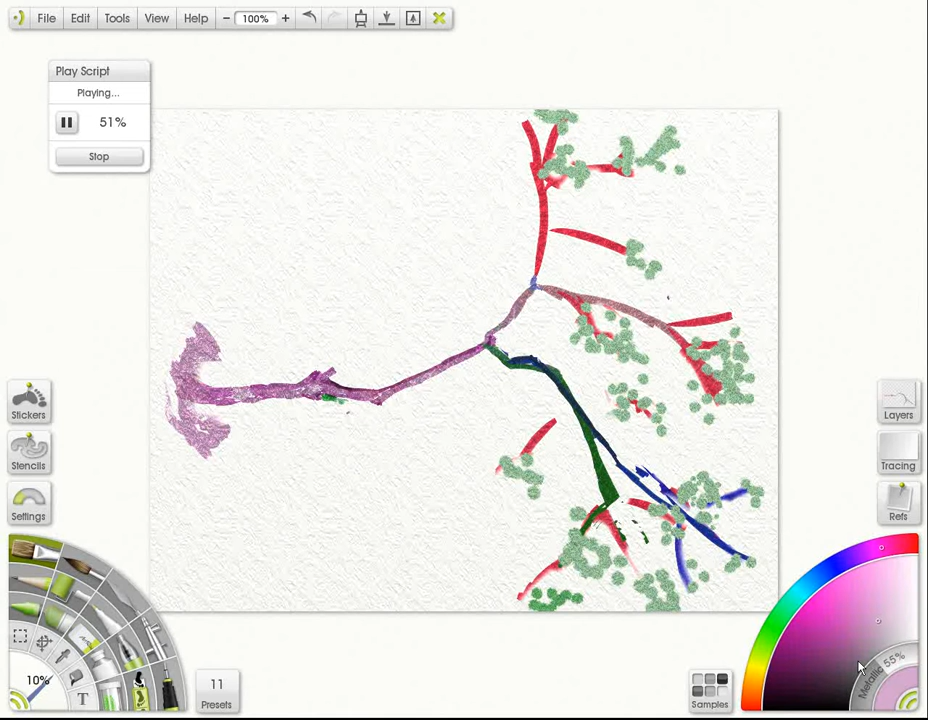 File Edit Tools View Help − 100% +
Play Script
Playing...
51%
Stop
Stickers
Stencils
Settings
Layers
Tracing
Refs
10%
T
11
Presets
Samples
Metallic 55%